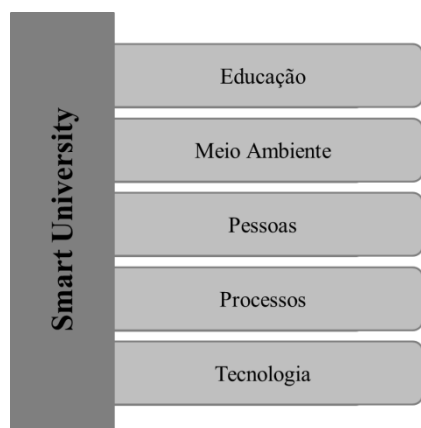 Smart University
Educação
Meio Ambiente
Pessoas
Processos
Tecnologia